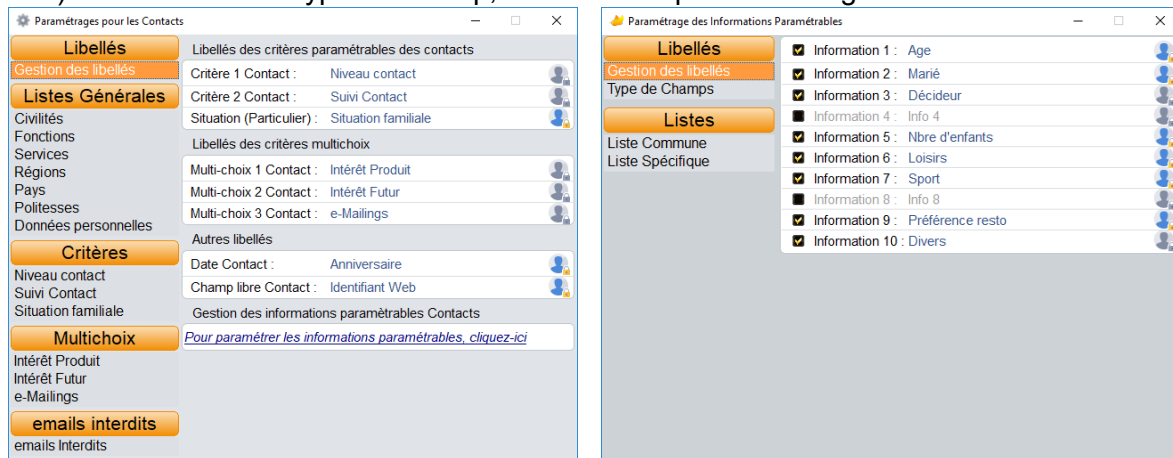 Paramétrages pour les Contacts
Libellés
Gestion des libellés
Listes Générales
Civilités
Fonctions
Services
Régions
Pays
Politesses
Données personnelles
Critères
Niveau contact
Suivi Contact
Situation familiale
Multichoix
Intérêt Produit
Intérêt Futur
e-Mailings
emails interdits
emails Interdits
Libellés des critères paramétrables des contacts
Critère 1 Contact : Niveau contact
Critère 2 Contact : Suivi Contact
Situation (Particulier) : Situation familiale
Libellés des critères multichoix
Multi-choix 1 Contact : Intérêt Produit
Multi-choix 2 Contact : Intérêt Futur
Multi-choix 3 Contact : e-Mailings
Autres libellés
Date Contact : Anniversaire
Champ libre Contact : Identifiant Web
Gestion des informations paramètrables Contacts
Pour paramétrer les informations paramétrables, cliquez-ici
Paramétrage des Informations Paramétrables
Libellés
Gestion des libellés
Type de Champs
Listes
Liste Commune
Liste Spécifique
Information 1 : Age
Information 2 : Marié
Information 3 : Décideur
Information 4 : Info 4
Information 5 : Nbre d'enfants
Information 6 : Loisirs
Information 7 : Sport
Information 8 : Info 8
Information 9 : Préférence resto
Information 10 : Divers